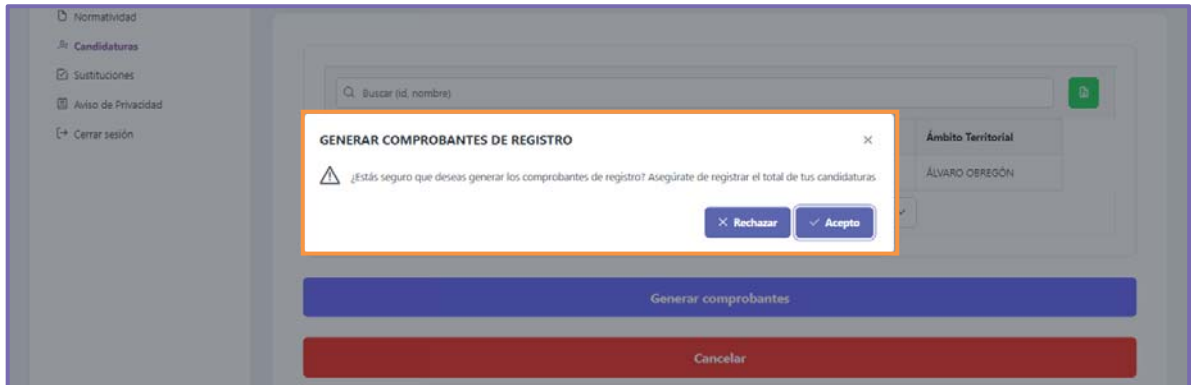 Normatividad
Candidaturas
Sustituciones
Aviso de Privacidad
Cerrar sesión
Buscar (id, nombre)
GENERAR COMPROBANTES DE REGISTRO
¿Estás seguro que deseas generar los comprobantes de registro? Asegúrate de registrar el total de tus candidaturas
Rechazar
Acepto
Ámbito Territorial
ÁLVARO OBREGÓN
Generar comprobantes
Cancelar